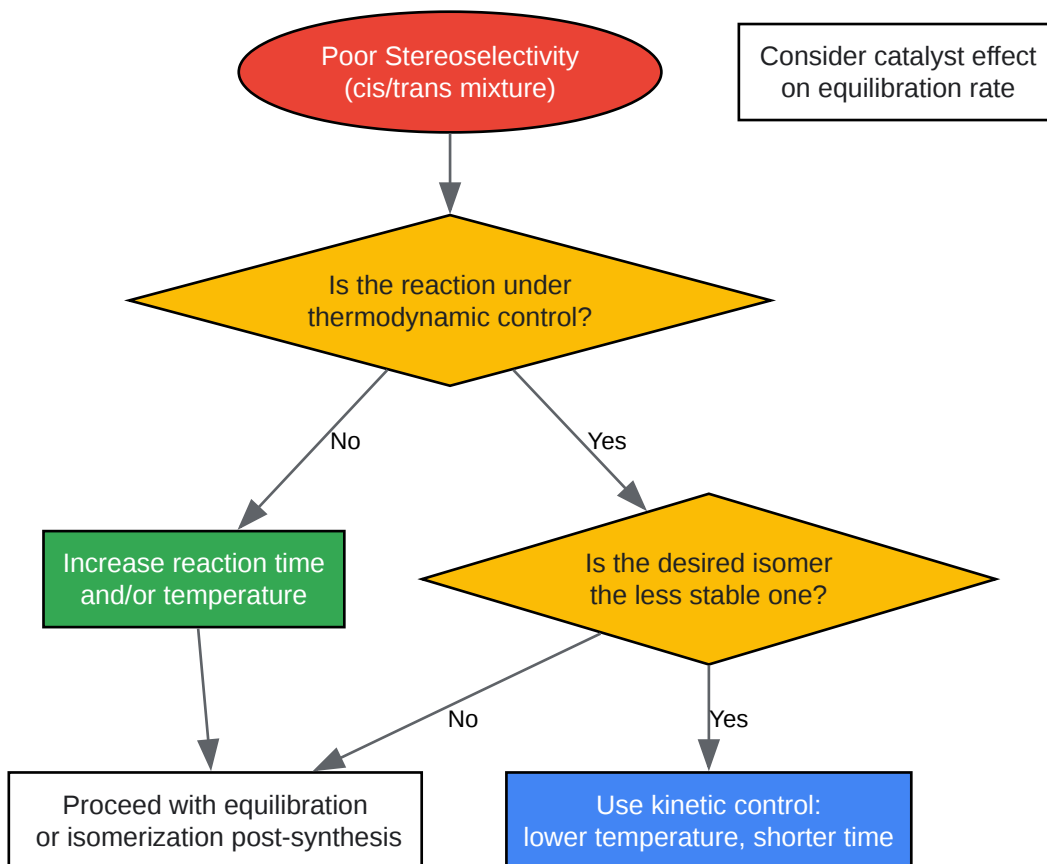 Poor Stereoselectivity
(cis/trans mixture)
Consider catalyst effect
on equilibration rate
Is the reaction under
thermodynamic control?
No
Yes
Increase reaction time
and/or temperature
Is the desired isomer
the less stable one?
No
Yes
Proceed with equilibration
or isomerization post-synthesis
Use kinetic control:
lower temperature, shorter time